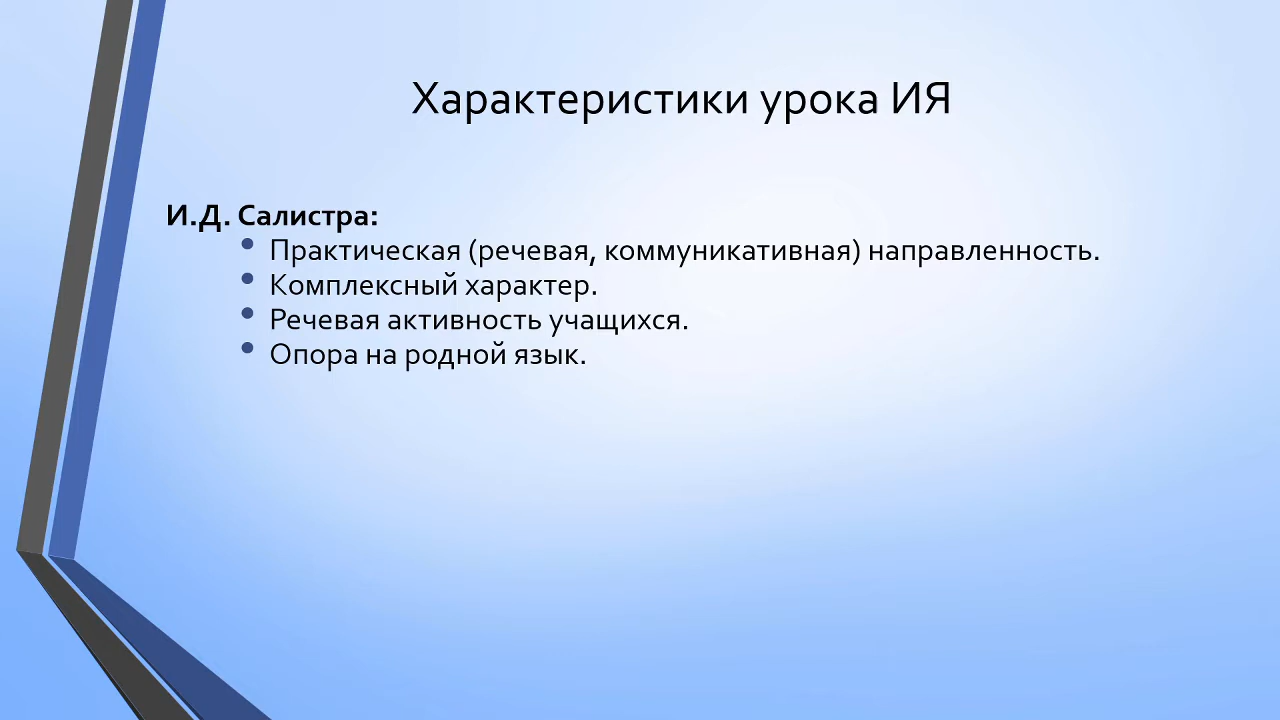 Характеристики урока ИЯ
И.Д. Салистра:
• Практическая (речевая, коммуникативная) направленность.
• Комплексный характер.
• Речевая активность учащихся.
• Опора на родной язык.